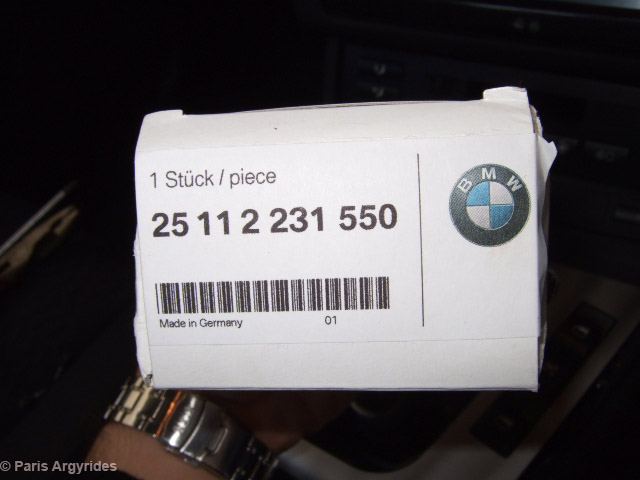 1 Stück / piece
25 11 2 231 550
BMW
Made in Germany 01
© Paris Argyrides